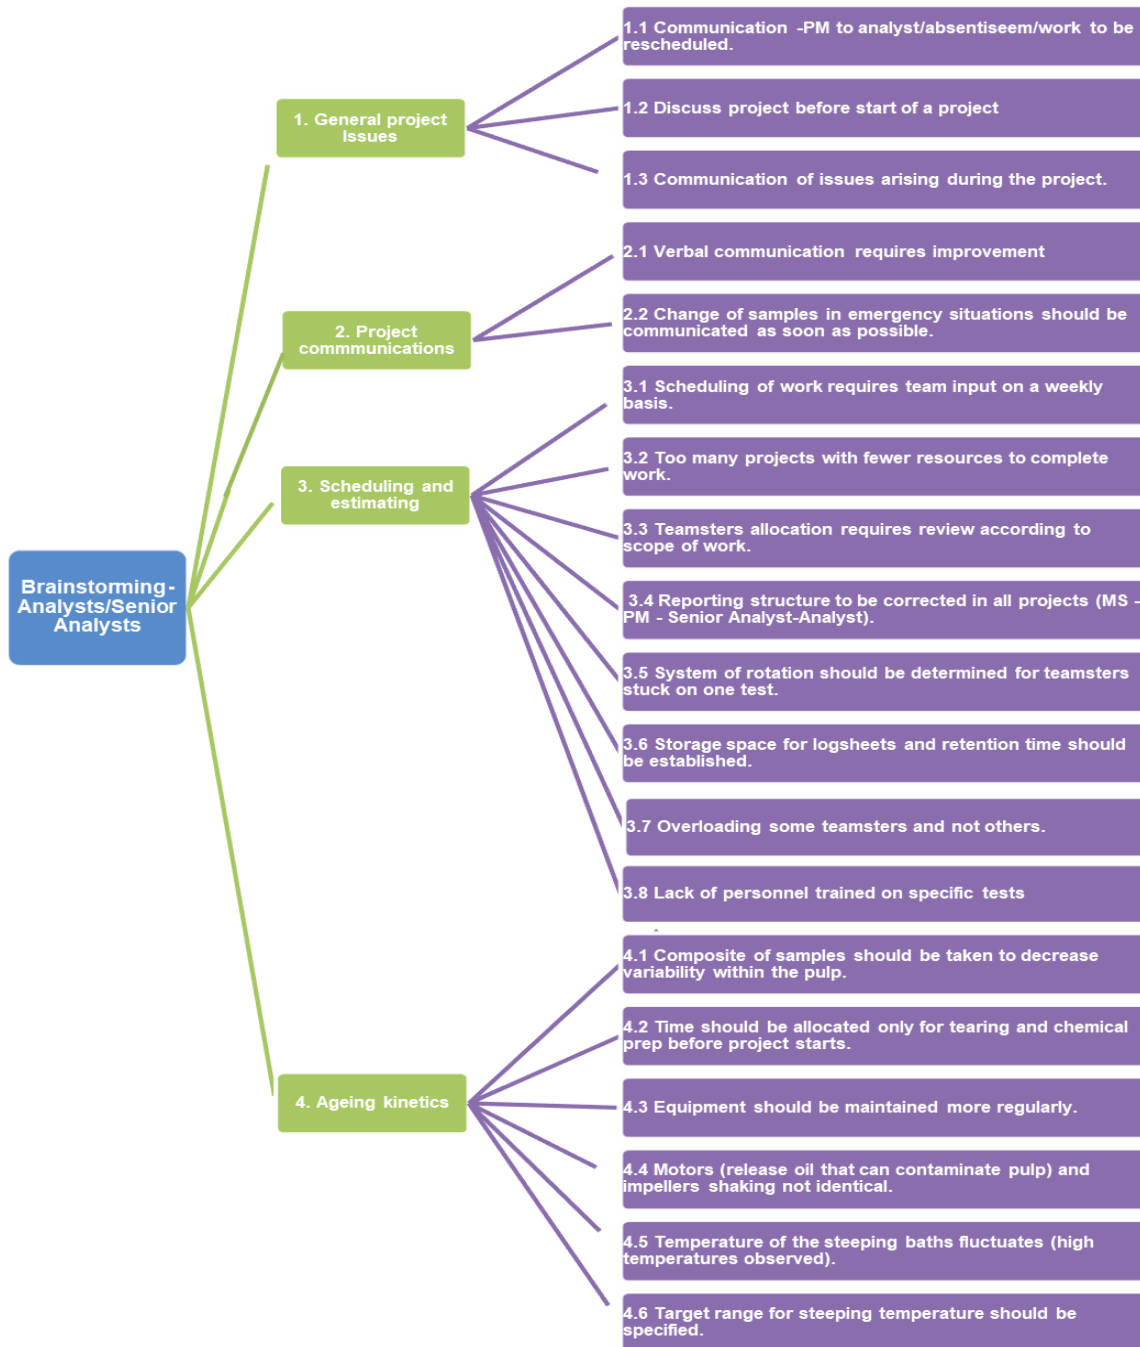 Brainstorming -
Analysts/Senior
Analysts
1. General project
Issues
1.1 Communication -PM to analyst/absentiseem/work to be
rescheduled.
1.2 Discuss project before start of a project
1.3 Communication of issues arising during the project.
2. Project
commmunications
2.1 Verbal communication requires improvement
2.2 Change of samples in emergency situations should be
communicated as soon as possible.
3. Scheduling and
estimating
3.1 Scheduling of work requires team input on a weekly
basis.
3.2 Too many projects with fewer resources to complete
work.
3.3 Teamsters allocation requires review according to
scope of work.
3.4 Reporting structure to be corrected in all projects (MS -
PM - Senior Analyst-Analyst).
3.5 System of rotation should be determined for teamsters
stuck on one test.
3.6 Storage space for logsheets and retention time should
be established.
3.7 Overloading some teamsters and not others.
3.8 Lack of personnel trained on specific tests
4. Ageing kinetics
4.1 Composite of samples should be taken to decrease
variability within the pulp.
4.2 Time should be allocated only for tearing and chemical
prep before project starts.
4.3 Equipment should be maintained more regularly.
4.4 Motors (release oil that can contaminate pulp) and
impellers shaking not identical.
4.5 Temperature of the steeping baths fluctuates (high
temperatures observed).
4.6 Target range for steeping temperature should be
specified.